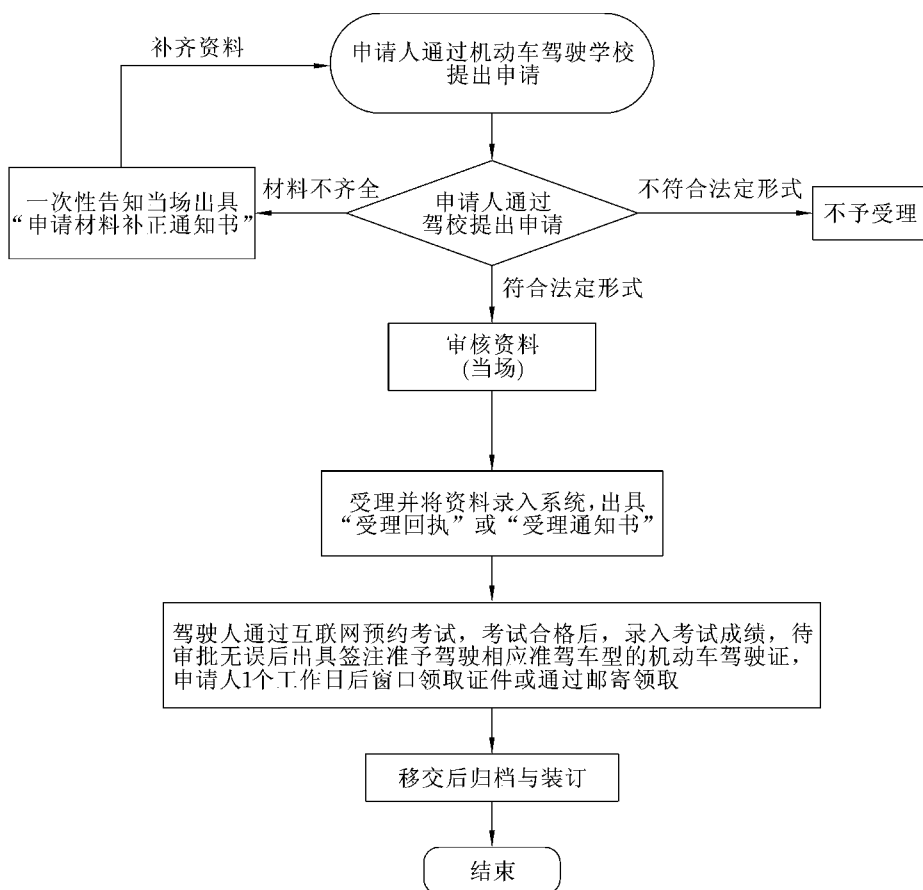 补齐资料
申请人通过机动车驾驶学校
提出申请
一次性告知当场出具
“申请材料补正通知书”
材料不齐全
申请人通过
驾校提出申请
不符合法定形式
不予受理
符合法定形式
审核资料
(当场)
受理并将资料录入系统,出具
“受理回执”或“受理通知书”
驾驶人通过互联网预约考试，考试合格后，录入考试成绩，待
审批无误后出具签注准予驾驶相应准驾车型的机动车驾驶证，
申请人1个工作日后窗口领取证件或通过邮寄领取
移交后归档与装订
结束